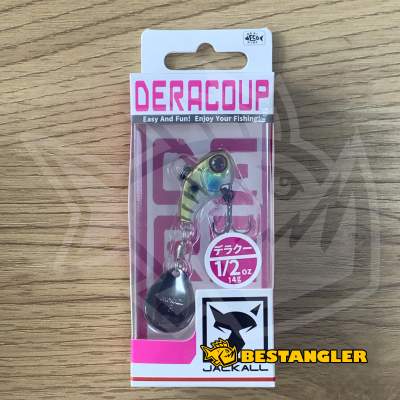 DERACOUP
Easy And Fun! Enjoy Your Fishing!
デラクー
1/2oz
14g
JACKALL
BESTANGLER